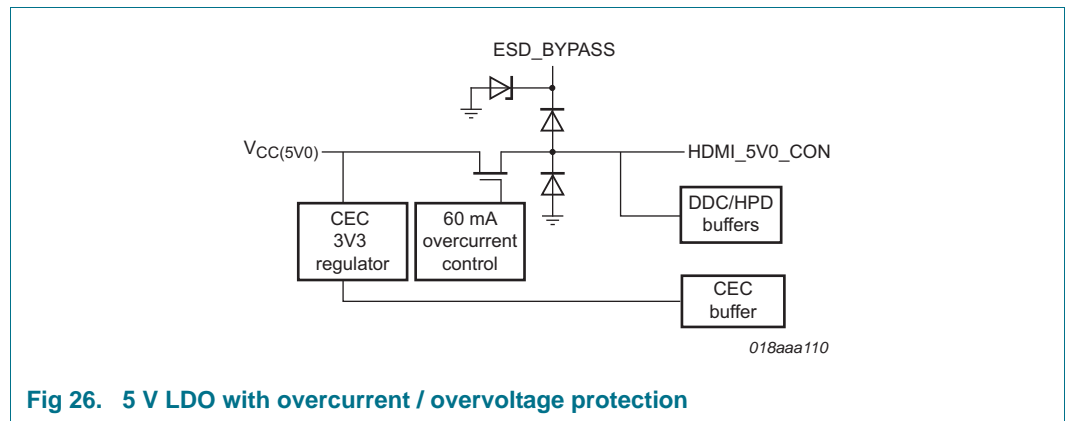 ESD_BYPASS
VCC(5V0)
HDMI_5V0_CON
CEC
3V3
regulator
60 mA
overcurrent
control
DDC/HPD
buffers
CEC
buffer
018aaa110
Fig 26. 5 V LDO with overcurrent / overvoltage protection